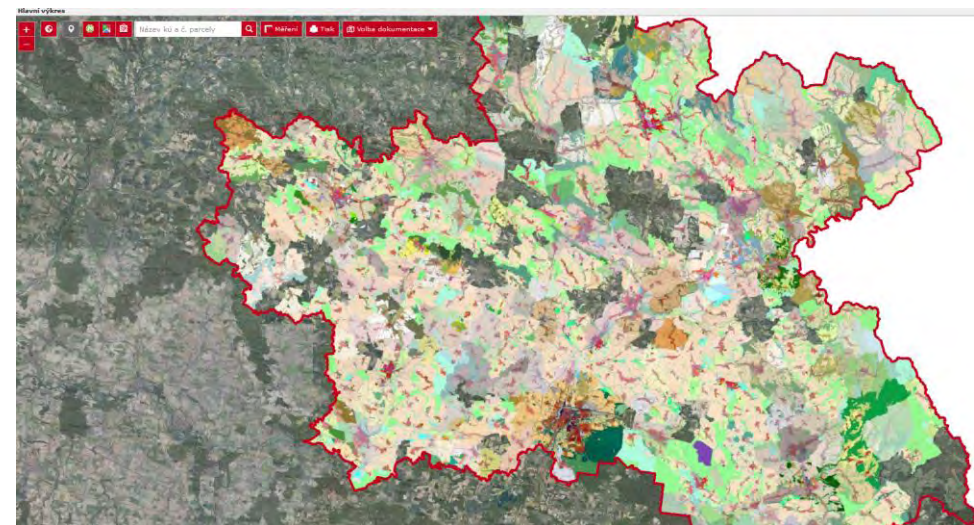 Hlavní výkres
+ Název kú a č. parcely Měření Tisk Volba dokumentace
−